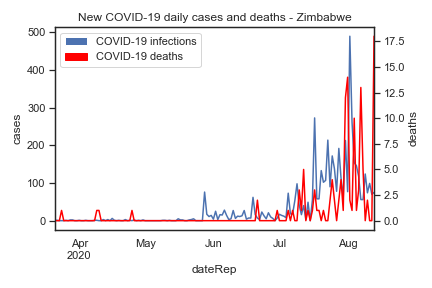 New COVID-19 daily cases and deaths - Zimbabwe
COVID-19 infections
COVID-19 deaths
500
400
300
200
100
0
cases
17.5
15.0
12.5
10.0
7.5
5.0
2.5
0.0
deaths
Apr May Jun Jul Aug
2020
dateRep